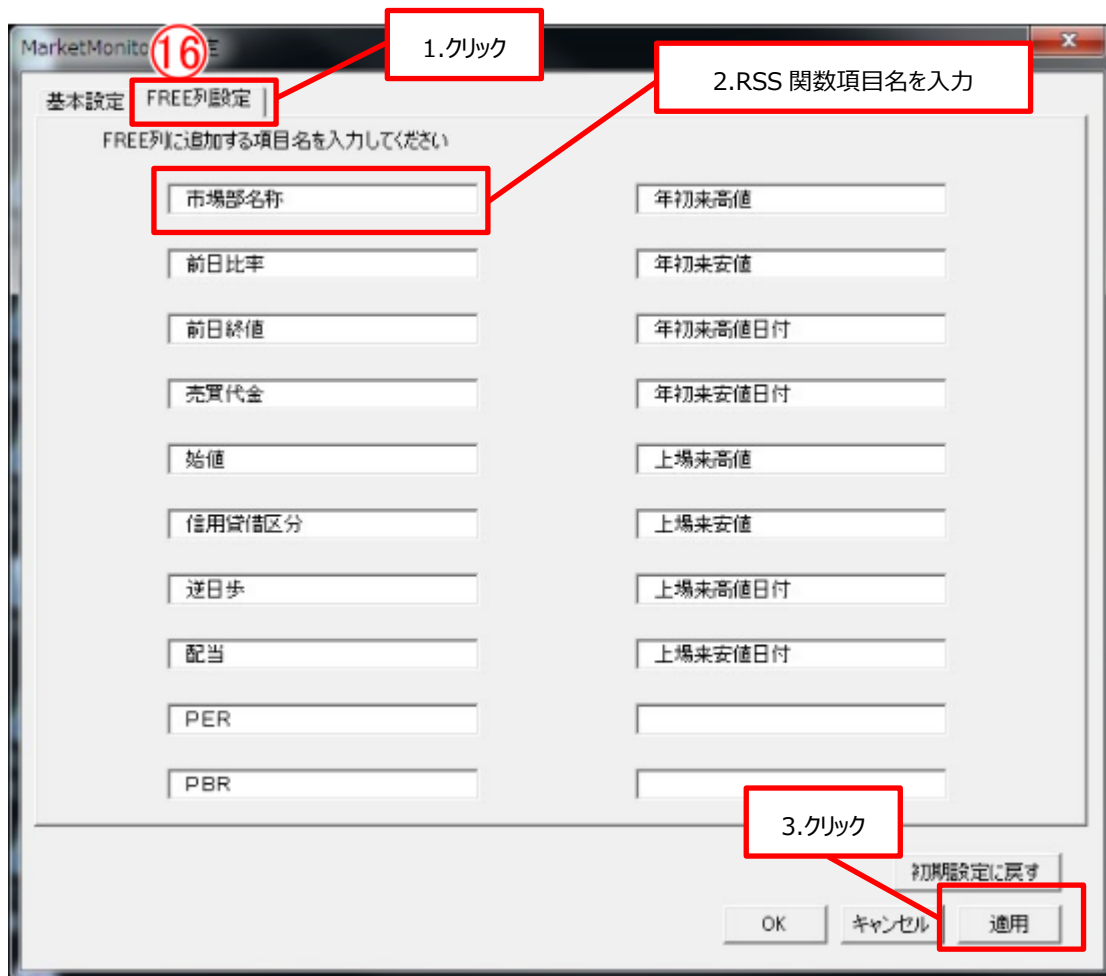 MarketMonito
⑯
1.クリック
2.RSS 関数項目名を入力
基本設定
FREE列設定
FREE列に追加する項目名を入力してください
市場部名称
年初来高値
前日比率
年初来安値
前日終値
年初来高値日付
売買代金
年初来安値日付
始値
上場来高値
信用貸借区分
上場来安値
逆日歩
上場来高値日付
配当
上場来安値日付
PER
PBR
3.クリック
初期設定に戻す
OK
キャンセル
適用